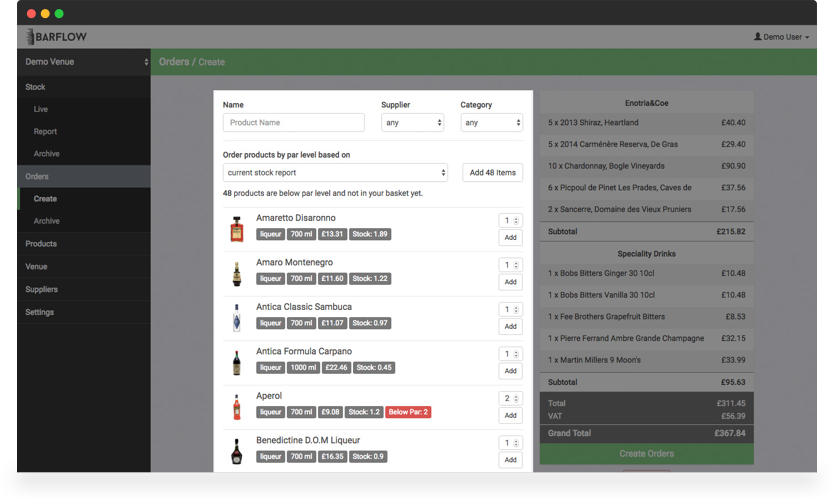 BARFLOW
Demo User
Demo Venue
Orders / Create
Stock
Live
Report
Archive
Orders
Create
Archive
Products
Venue
Suppliers
Settings
Name
Supplier
Category
Product Name
any
any
Order products by par level based on
current stock report
Add 48 Items
48 products are below par level and not in your basket yet.
Amaretto Disaronno
liqueur 700 ml £13.31 Stock: 1.89
1
Add
Amaro Montenegro
liqueur 700 ml £11.60 Stock: 1.22
1
Add
Antica Classic Sambuca
liqueur 700 ml £11.07 Stock: 0.97
1
Add
Antica Formula Carpano
liqueur 1000 ml £22.46 Stock: 0.45
1
Add
Aperol
liqueur 700 ml £9.08 Stock: 1.2 Below Par: 2
2
Add
Benedictine D.O.M Liqueur
liqueur 700 ml £16.35 Stock: 0.9
1
Add
Enotria&Coe
5 x 2013 Shiraz, Heartland £40.40
5 x 2014 Carménère Reserva, De Gras £29.40
10 x Chardonnay, Bogle Vineyards £90.90
6 x Picpoul de Pinet Les Prades, Caves de £37.56
2 x Sancerre, Domaine des Vieux Pruniers £17.56
Subtotal £215.82
Speciality Drinks
1 x Bobs Bitters Ginger 30 10cl £10.48
1 x Bobs Bitters Vanilla 30 10cl £10.48
1 x Fee Brothers Grapefruit Bitters £8.53
1 x Pierre Ferrand Ambre Grande Champagne £32.15
1 x Martin Millers 9 Moon's £33.99
Subtotal £95.63
Total £311.45
VAT £56.39
Grand Total £367.84
Create Orders